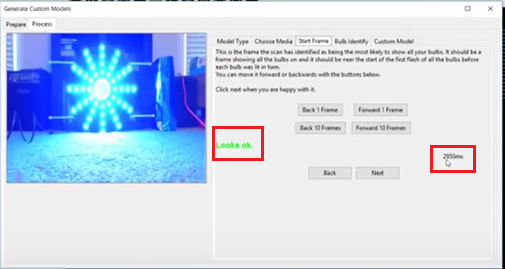 Generate Custom Models
Prepare Process
Model Type Choose Media Start Frame Bulb Identify Custom Model
This is the frame the scan has identified as being the most likely to show all your bulbs. It should be a
frame showing all the bulbs on and it should be near the start of the first flash of all the bulbs before
each bulb was lit in turn.
You can move it forward or backwards with the buttons below.
Click next when you are happy with it.
Back 1 Frame Forward 1 Frame
Back 10 Frames Forward 10 Frames
Looks ok.
2950ms
Back Next